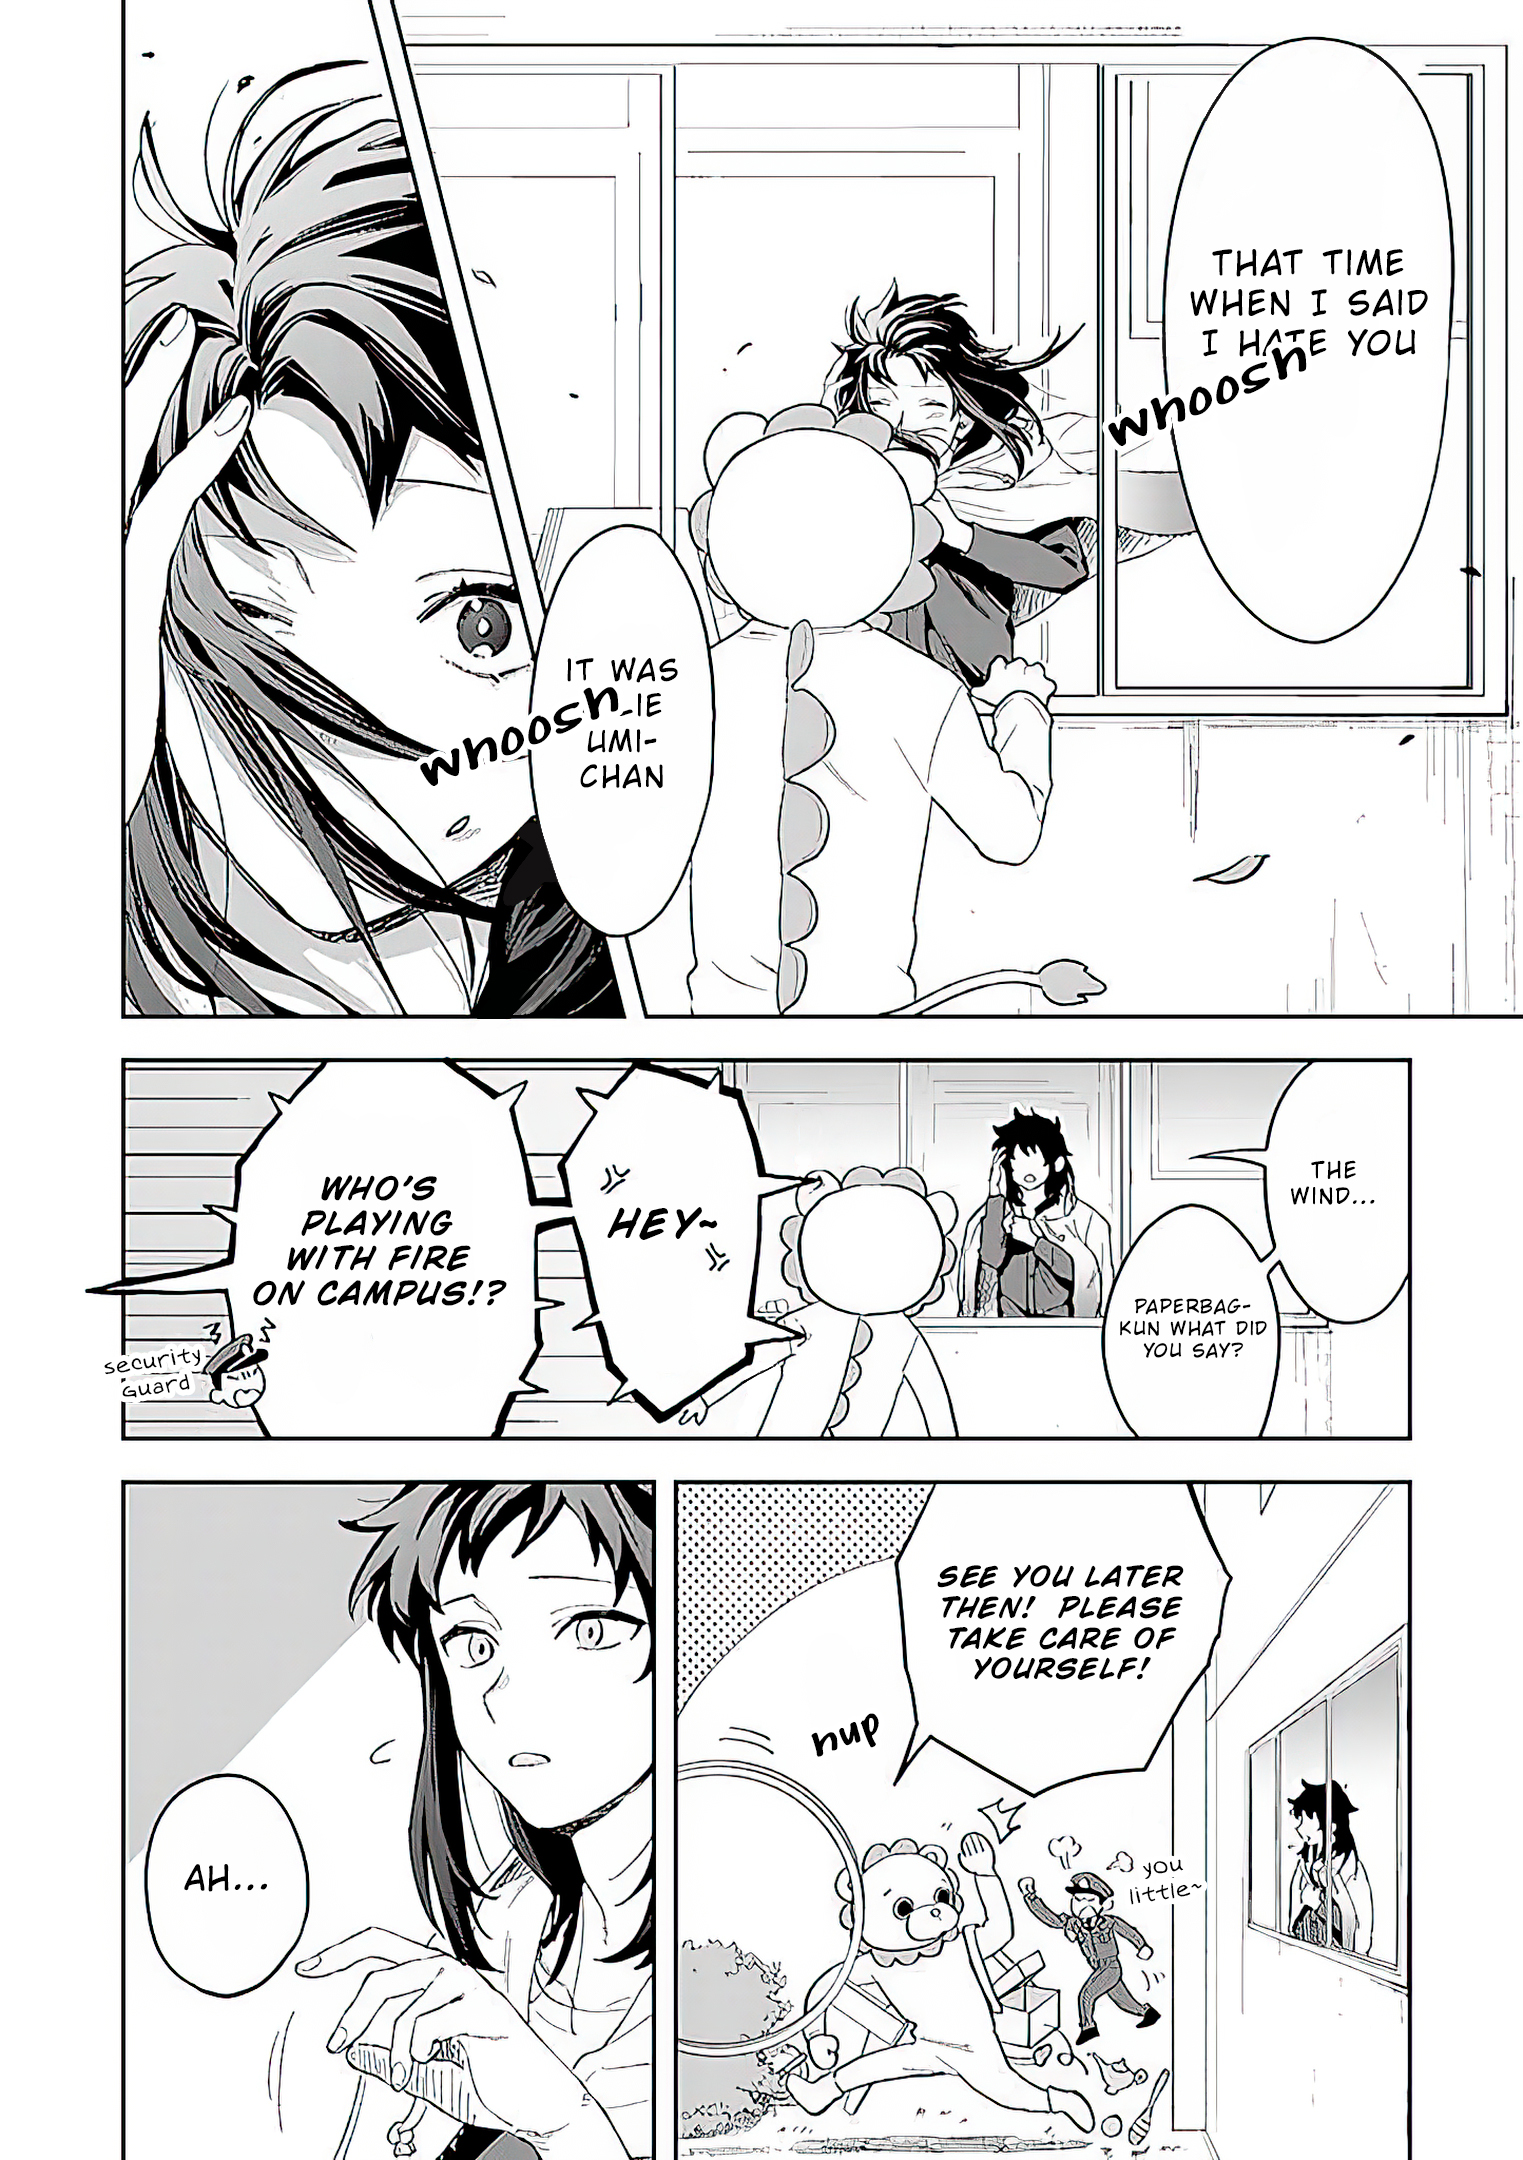 THAT TIME
WHEN I SAID
I HATE YOU
whoosh
IT WAS
UMI-
CHAN
whoosh
THE
WIND...
PAPERBAG-
KUN WHAT DID
YOU SAY?
HEY~
WHO'S
PLAYING
WITH FIRE
ON CAMPUS!?
security
Guard
SEE YOU LATER
THEN! PLEASE
TAKE CARE OF
YOURSELF!
nup
you
little~
AH...